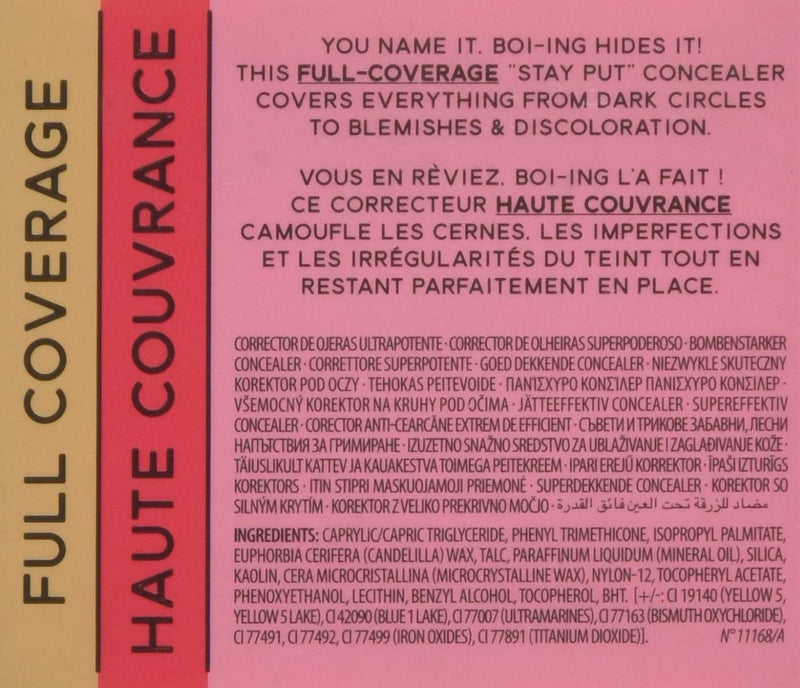 FULL COVERAGE
HAUTE COUVRANCE
YOU NAME IT. BOI-ING HIDES IT!
THIS FULL-COVERAGE "STAY PUT" CONCEALER
COVERS EVERYTHING FROM DARK CIRCLES
TO BLEMISHES & DISCOLORATION.
VOUS EN RÈVIEZ. BOI-ING L'A FAIT !
CE CORRECTEUR HAUTE COUVRANCE
CAMOUFLE LES CERNES. LES IMPERFECTIONS
ET LES IRRÉGULARITÉS DU TEINT TOUT EN
RESTANT PARFAITEMENT EN PLACE.
CORRECTOR DE OJERAS ULTRAPOTENTE · CORRECTOR DE OLHEIRAS SUPERPODEROSO · BOMBENSTARKER
CONCEALER · CORRETTORE SUPERPOTENTE · GOED DEKKENDE CONCEALER · NIEZWYKLE SKUTECZNY
KOREKTOR POD OCZY · TEHOKAS PEITEVOIDE · ΠΑΝΙΣΧΥΡΟ ΚΟΝΣΙΛΕΡ ΠΑΝΙΣΧΥΡΟ ΚΟΝΣΙΛΕΡ ·
VŠEMOCNÝ KOREKTOR NA KRUHY POD OČIMA · JÄTTEEFFEKTIV CONCEALER · SUPEREFFEKTIV
CONCEALER · CORECTOR ANTI-CEARCĂNE EXTREM DE EFFICIENT · СЪВЕТИ И ТРИКОВЕ ЗАБАВНИ, ЛЕСНИ
НАПЪТСТВИЯ ЗА ГРИМИРАНЕ · IZUZETNO SNAŽNO SREDSTVO ZA UBLAŽIVANJE I ZAGLAĐIVANJE KOŽE ·
TÄIUSLIKULT KATTEV JA KAUAKESTVA TOIMEGA PEITEKREEM · IPARI EREJŰ KORREKTOR · ĪPAŠI IZTURĪGS
KOREKTORS · ITIN STIPRI MASKUOJAMOJI PRIEMONĖ · SUPERDEKKENDE CONCEALER · KOREKTOR SO
SILNÝM KRYTÍM · KOREKTOR Z VELIKO PREKRIVNO MOČJO · مضاد للزرقة تحت العين فائق القدرة
INGREDIENTS: CAPRYLIC/CAPRIC TRIGLYCERIDE, PHENYL TRIMETHICONE, ISOPROPYL PALMITATE,
EUPHORBIA CERIFERA (CANDELILLA) WAX, TALC, PARAFFINUM LIQUIDUM (MINERAL OIL), SILICA,
KAOLIN, CERA MICROCRISTALLINA (MICROCRYSTALLINE WAX), NYLON-12, TOCOPHERYL ACETATE,
PHENOXYETHANOL, LECITHIN, BENZYL ALCOHOL, TOCOPHEROL, BHT. [+/-: CI 19140 (YELLOW 5,
YELLOW 5 LAKE), CI 42090 (BLUE 1 LAKE), CI 77007 (ULTRAMARINES), CI 77163 (BISMUTH OXYCHLORIDE),
CI 77491, CI 77492, CI 77499 (IRON OXIDES), CI 77891 (TITANIUM DIOXIDE)]. N° 11168/A